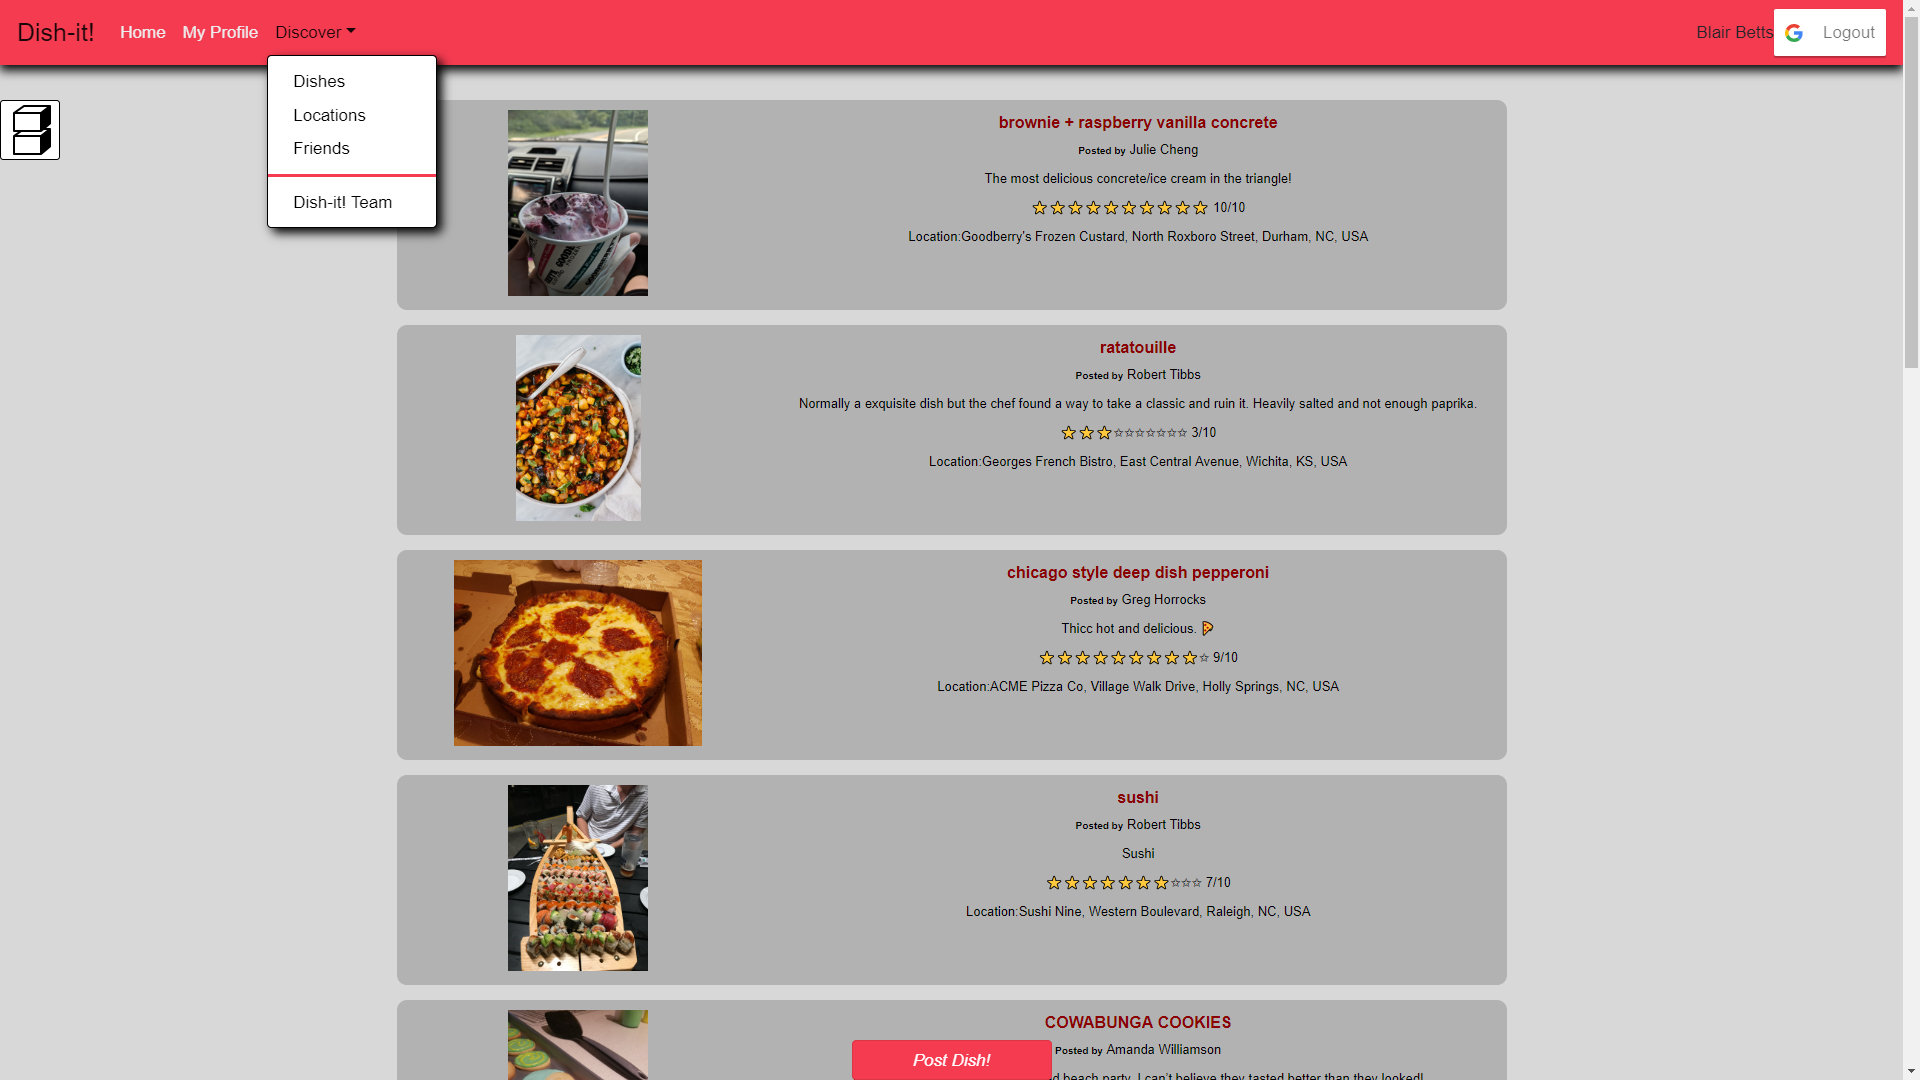 Dish-it!
Home
My Profile
Discover
Blair Betts
Logout
Dishes
Locations
Friends
Dish-it! Team
brownie + raspberry vanilla concrete
Posted by Julie Cheng
The most delicious concrete/ice cream in the triangle!
10/10
Location:Goodberry's Frozen Custard, North Roxboro Street, Durham, NC, USA
ratatouille
Posted by Robert Tibbs
Normally a exquisite dish but the chef found a way to take a classic and ruin it. Heavily salted and not enough paprika.
3/10
Location:Georges French Bistro, East Central Avenue, Wichita, KS, USA
chicago style deep dish pepperoni
Posted by Greg Horrocks
Thicc hot and delicious. 🍕
9/10
Location:ACME Pizza Co, Village Walk Drive, Holly Springs, NC, USA
sushi
Posted by Robert Tibbs
Sushi
7/10
Location:Sushi Nine, Western Boulevard, Raleigh, NC, USA
COWABUNGA COOKIES
Posted by Amanda Williamson
beach party, I can't believe they tasted better than they looked!
Post Dish!